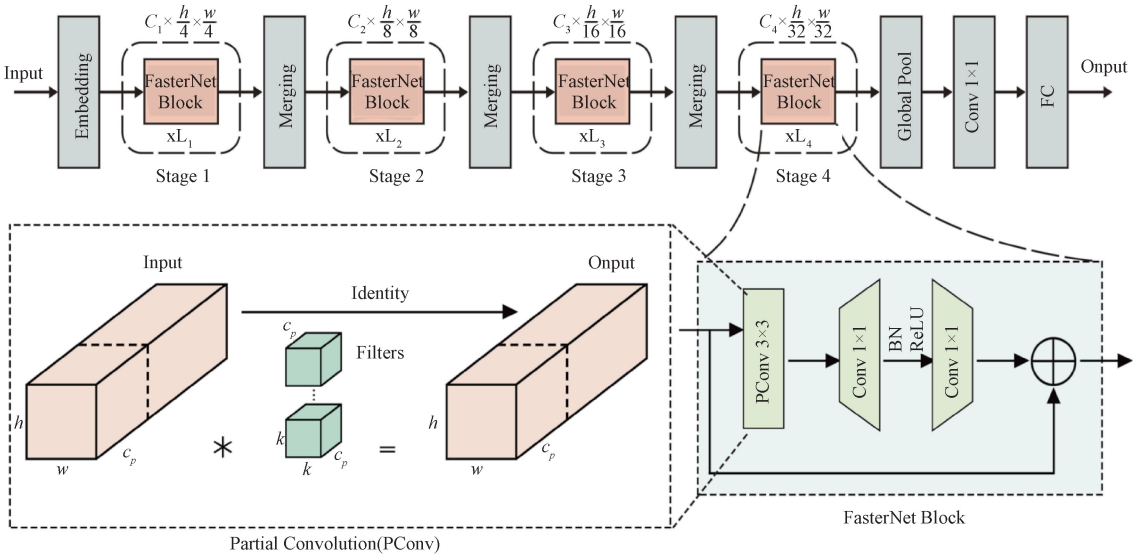 C₁ × h/4 × w/4
C₂ × h/8 × w/8
C₃ × h/16 × w/16
C₄ × h/32 × w/32
Input
Embedding
FasterNet
Block
xL₁
Stage 1
Merging
FasterNet
Block
xL₂
Stage 2
Merging
FasterNet
Block
xL₃
Stage 3
Merging
FasterNet
Block
xL₄
Stage 4
Global Pool
Conv 1×1
FC
Onput
Input
Identity
Onput
cₚ
Filters
h
w
cₚ
*
k
k
cₚ
=
h
w
cₚ
Partial Convolution(PConv)
PConv 3×3
Conv 1×1
BN
ReLU
Conv 1×1
FasterNet Block